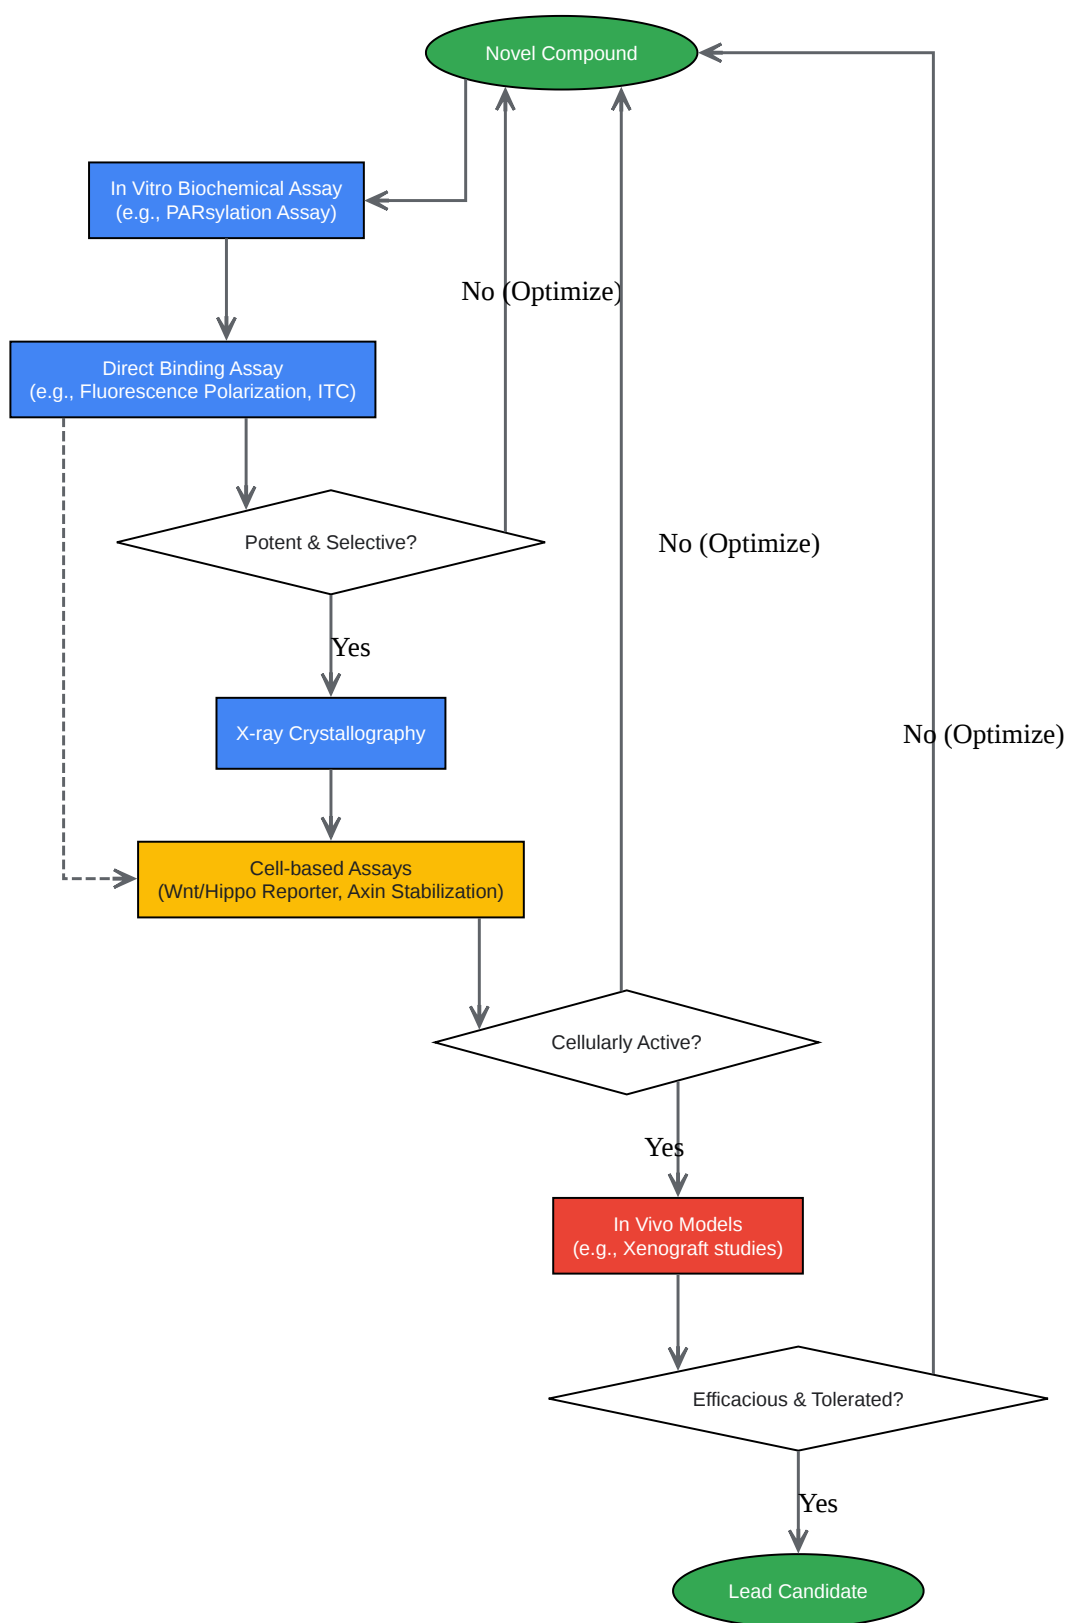 Novel Compound
In Vitro Biochemical Assay
(e.g., PARsylation Assay)
No (Optimize)
Direct Binding Assay
(e.g., Fluorescence Polarization, ITC)
Potent & Selective?
No (Optimize)
Yes
X-ray Crystallography
No (Optimize)
Cell-based Assays
(Wnt/Hippo Reporter, Axin Stabilization)
Cellularly Active?
Yes
In Vivo Models
(e.g., Xenograft studies)
Efficacious & Tolerated?
Yes
Lead Candidate